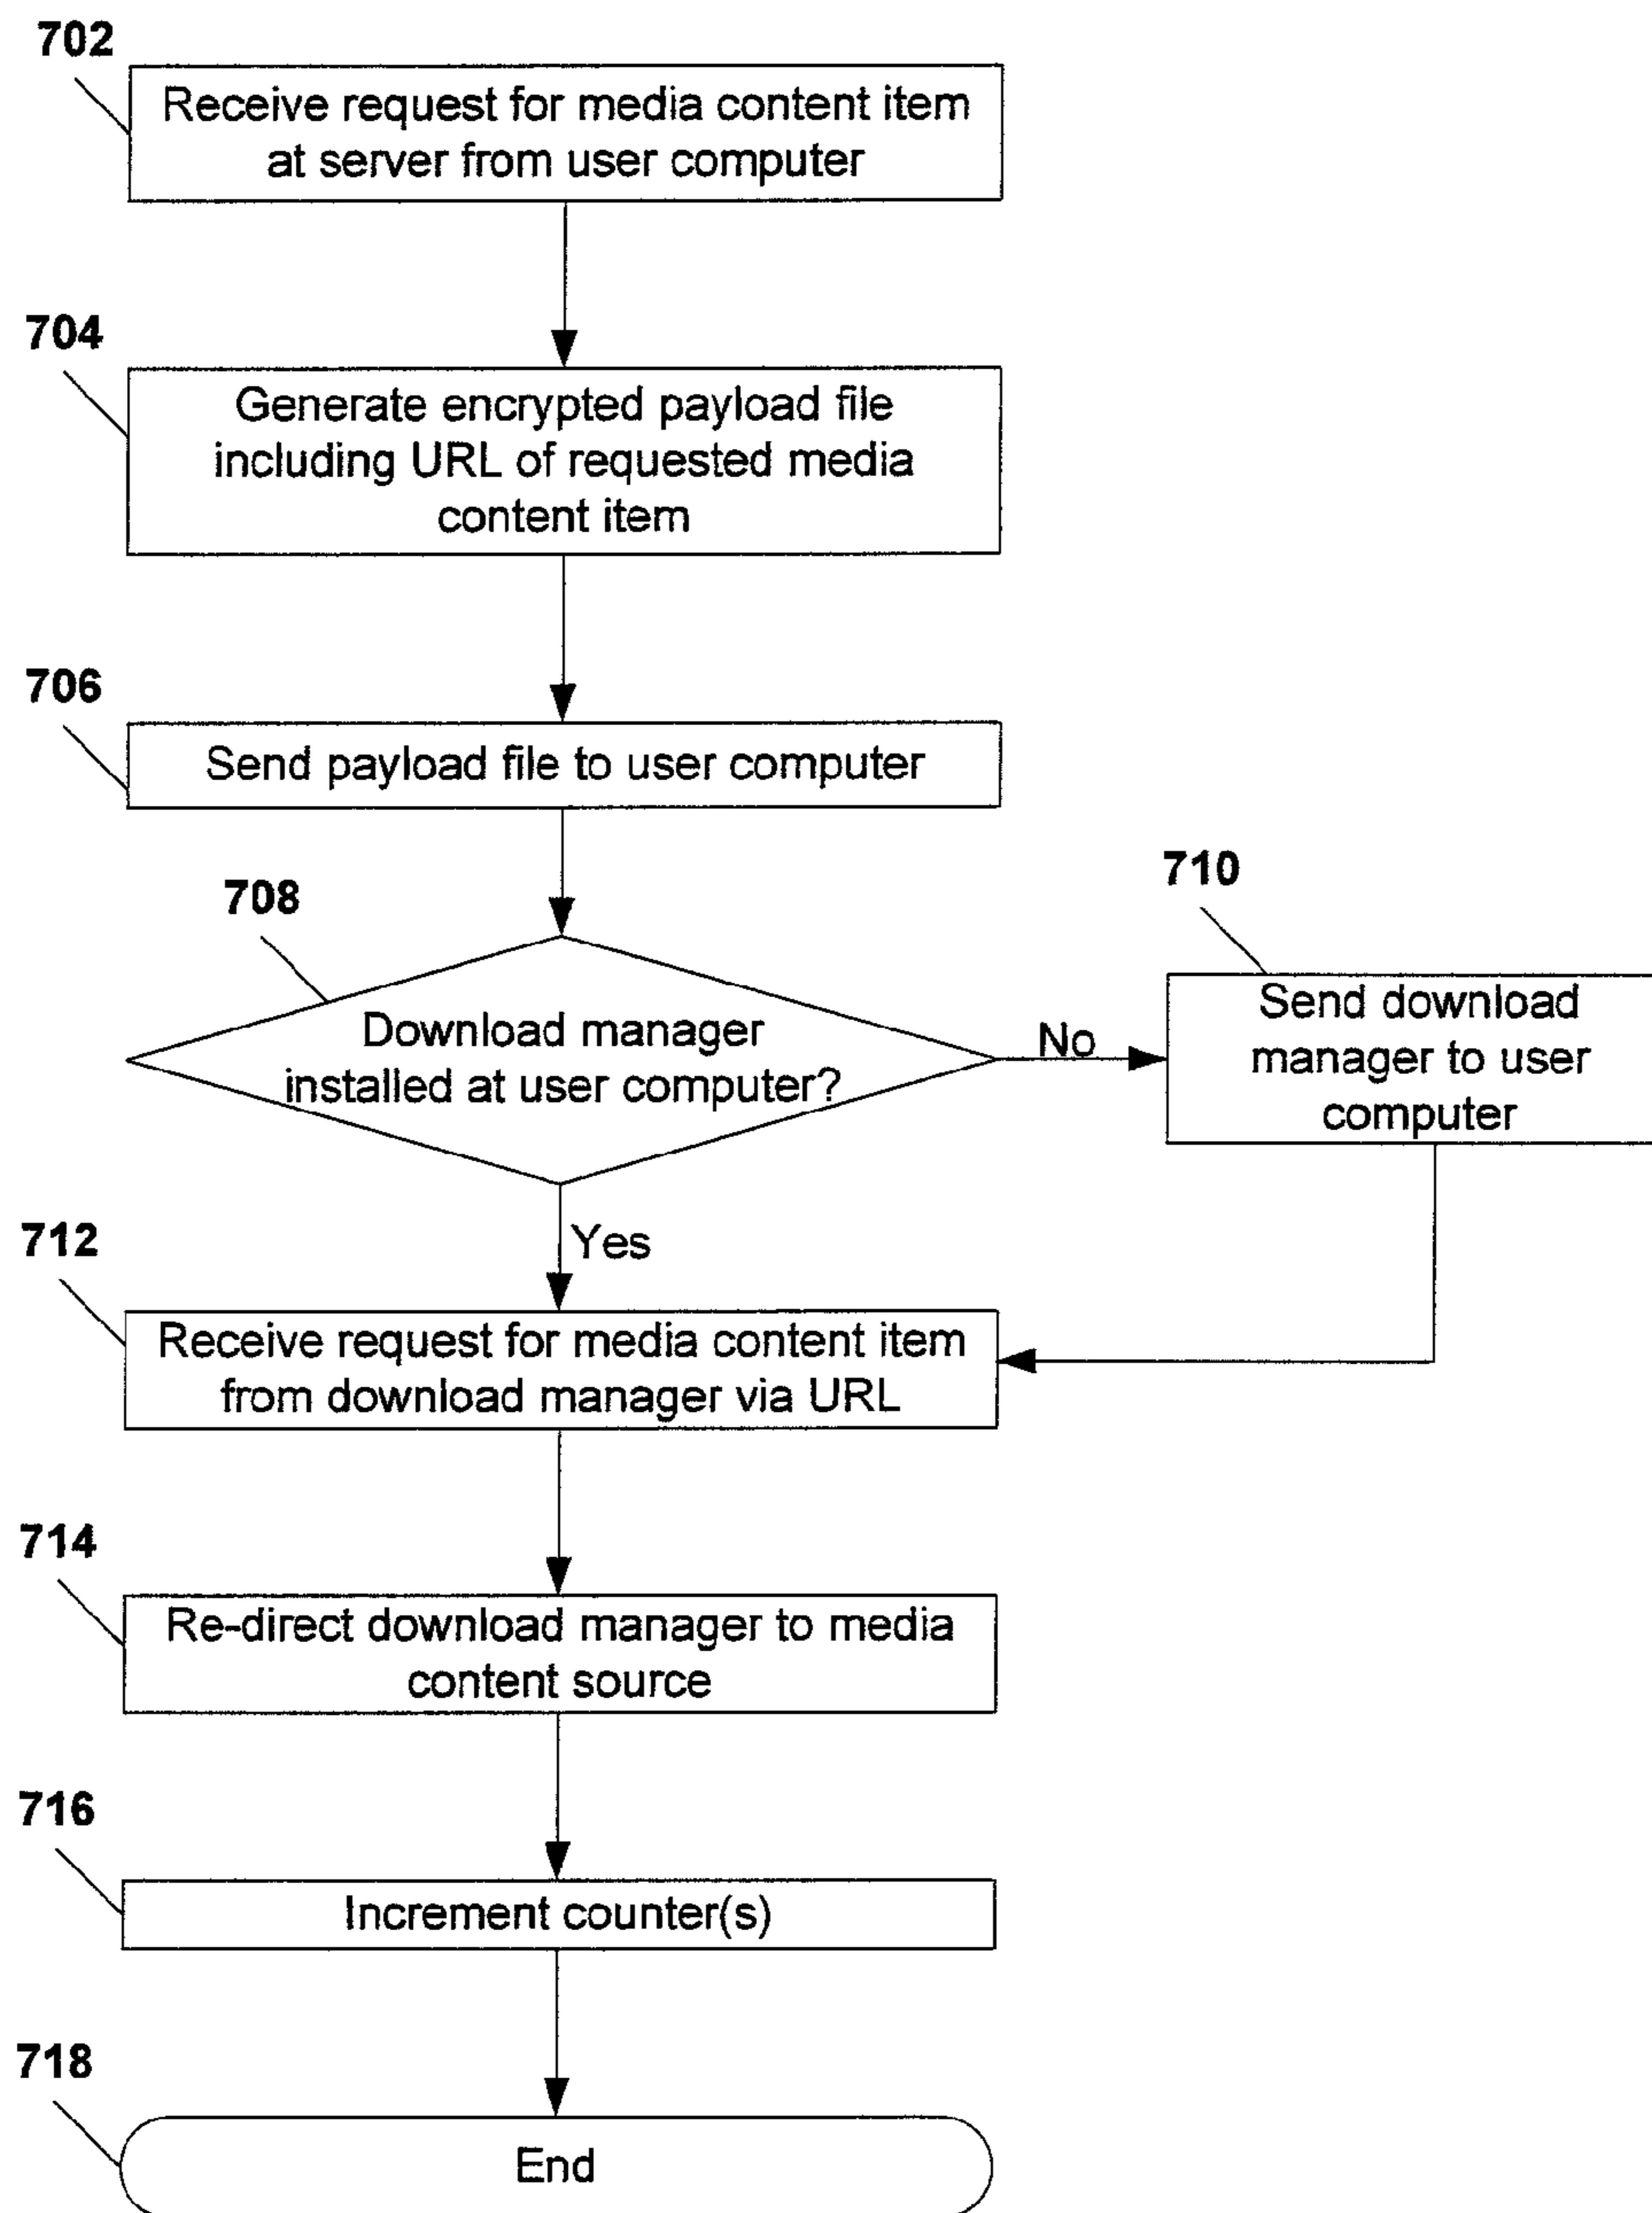 702
Receive request for media content item
at server from user computer
704
Generate encrypted payload file
including URL of requested media
content item
706
Send payload file to user computer
708
Download manager
installed at user computer?
No
710
Send download
manager to user
computer
Yes
712
Receive request for media content item
from download manager via URL
714
Re-direct download manager to media
content source
716
Increment counter(s)
718
End